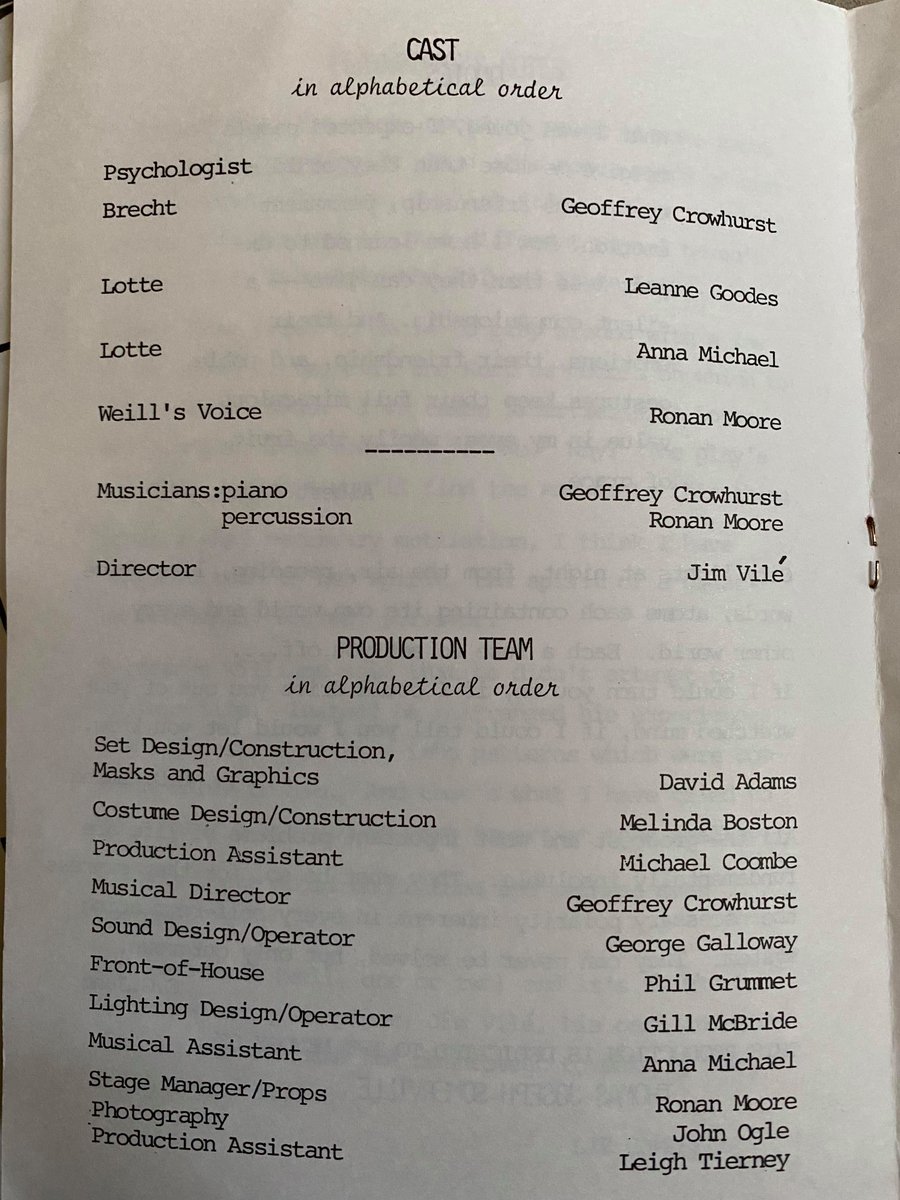 CAST
in alphabetical order
Psychologist
Brecht Geoffrey Crowhurst
Lotte Leanne Goodes
Lotte Anna Michael
Weill's Voice Ronan Moore
----------
Musicians:piano Geoffrey Crowhurst
percussion Ronan Moore
Director Jim Vilé
PRODUCTION TEAM
in alphabetical order
Set Design/Construction,
Masks and Graphics David Adams
Costume Design/Construction Melinda Boston
Production Assistant Michael Coombe
Musical Director Geoffrey Crowhurst
Sound Design/Operator George Galloway
Front-of-House Phil Grummet
Lighting Design/Operator Gill McBride
Musical Assistant Anna Michael
Stage Manager/Props Ronan Moore
Photography John Ogle
Production Assistant Leigh Tierney